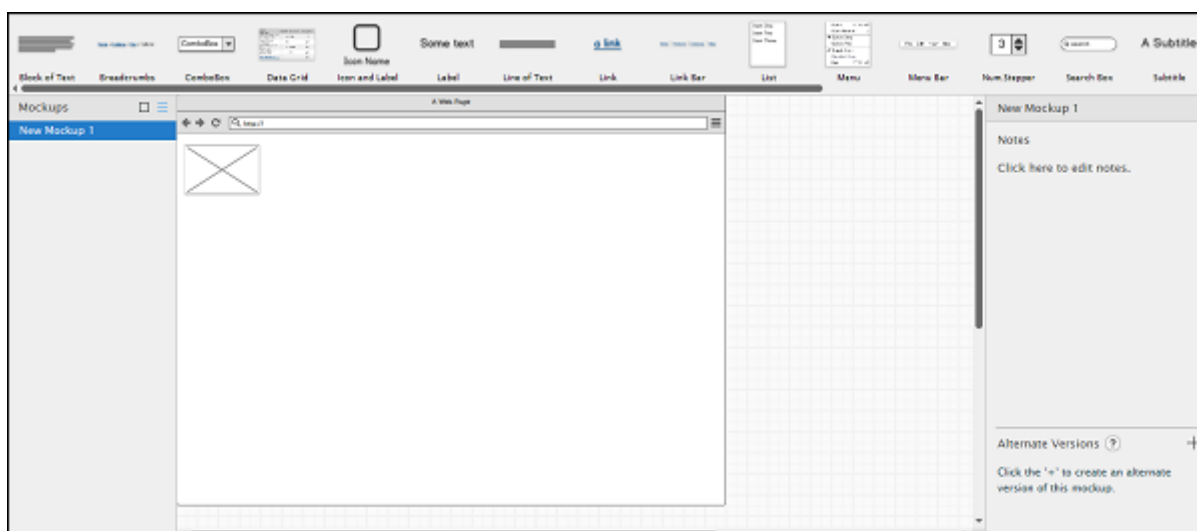 ComboBox
Icon Name
Some text
a link
3
search
A Subtitle
Block of Text
Breadcrumbs
ComboBox
Data Grid
Icon and Label
Label
Line of Text
Link
Link Bar
List
Menu
Menu Bar
Num.Stepper
Search Box
Subtitle
Mockups
New Mockup 1
A Web Page
http://
New Mockup 1
Notes
Click here to edit notes.
Alternate Versions ?
Click the '+' to create an alternate
version of this mockup.